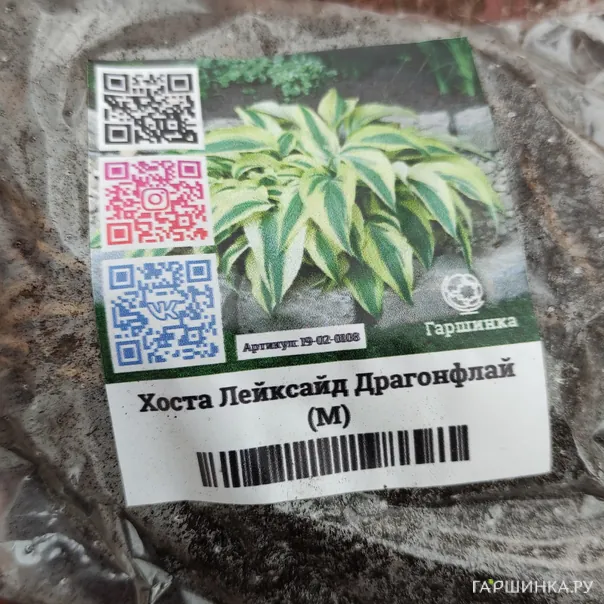 Гаршинка
Артикул: 19-02-0108
Хоста Лейксайд Драгонфлай
(М)
ГАРШИНКА.РУ